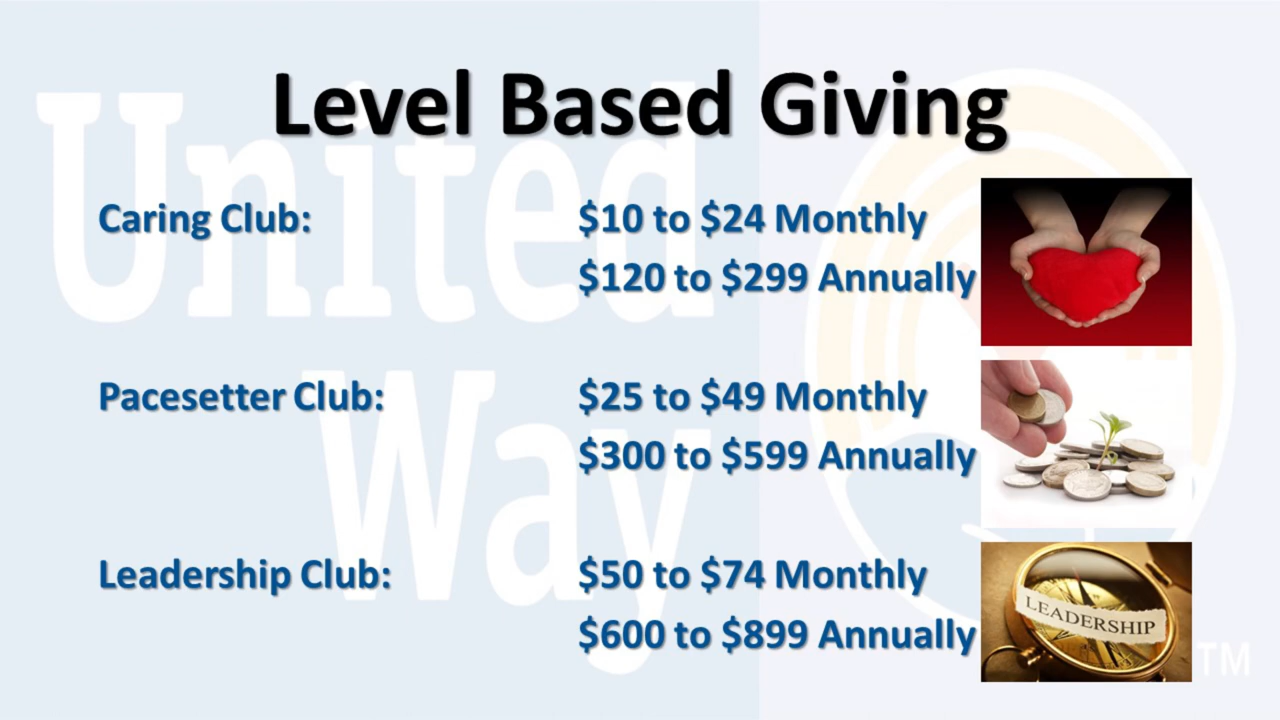 Level Based Giving
Caring Club: $10 to $24 Monthly
$120 to $299 Annually
Pacesetter Club: $25 to $49 Monthly
$300 to $599 Annually
Leadership Club: $50 to $74 Monthly
$600 to $899 Annually
LEADERSHIP
United
Way
TM